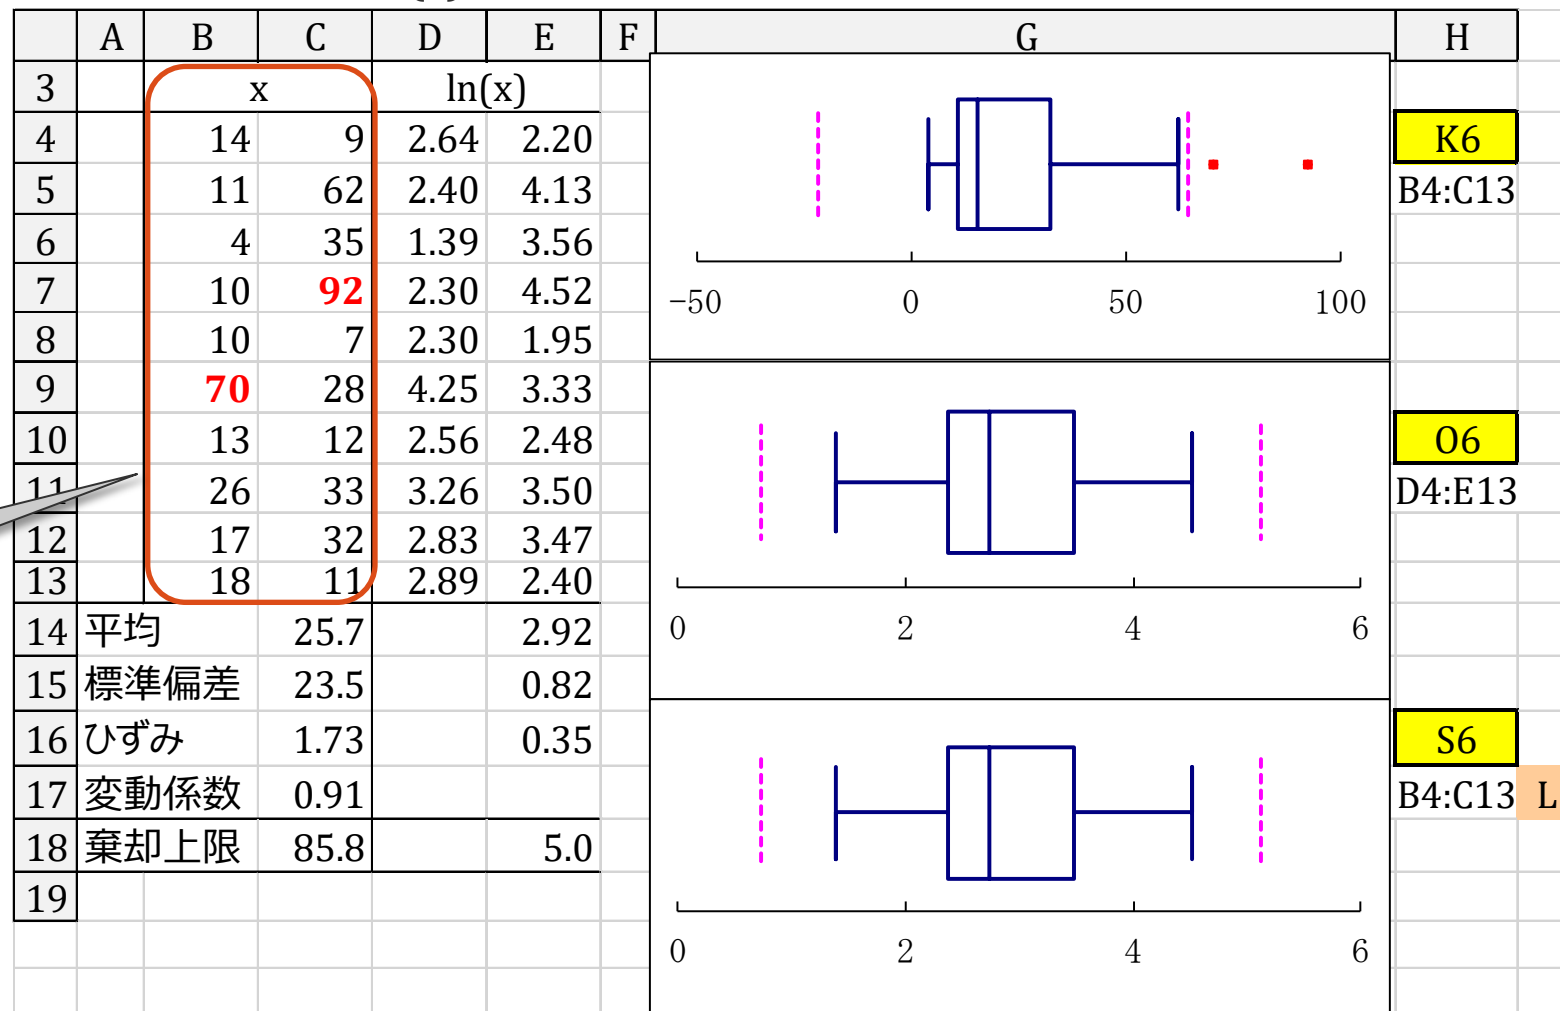 A B C D E F G H
3 x ln(x)
4 14 9 2.64 2.20 K6
5 11 62 2.40 4.13 B4:C13
6 4 35 1.39 3.56
7 10 92 2.30 4.52
-50 0 50 100
8 10 7 2.30 1.95
9 70 28 4.25 3.33
10 13 12 2.56 2.48 O6
11 26 33 3.26 3.50 D4:E13
12 17 32 2.83 3.47
13 18 11 2.89 2.40
14 平均 25.7 2.92
0 2 4 6
15 標準偏差 23.5 0.82
16 ひずみ 1.73 0.35 S6
17 変動係数 0.91 B4:C13 L
18 棄却上限 85.8 5.0
19
0 2 4 6